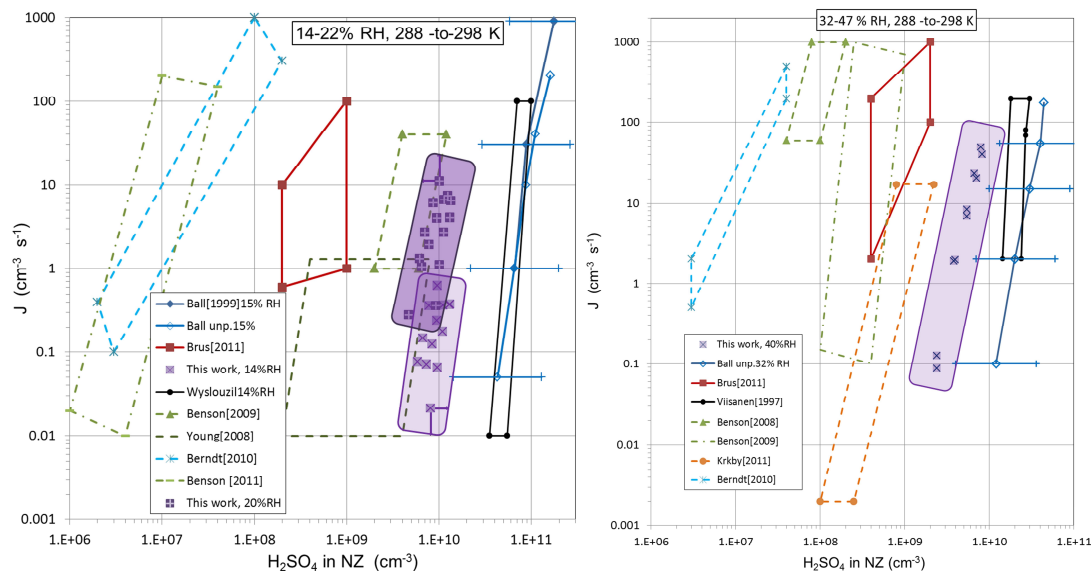 14-22% RH, 288 -to-298 K
J (cm⁻³ s⁻¹)
1000
100
10
1
0.1
0.01
0.001
Ball[1999]15% RH
Ball unp.15%
Brus[2011]
This work, 14%RH
Wyslouzil14%RH
Benson[2009]
Young[2008]
Berndt[2010]
Benson [2011]
This work, 20%RH
1.E+06 1.E+07 1.E+08 1.E+09 1.E+10 1.E+11
H₂SO₄ in NZ (cm⁻³)
32-47 % RH, 288 -to-298 K
J (cm⁻³ s⁻¹)
1000
100
10
1
0.1
0.01
0.001
This work, 40%RH
Ball unp.32% RH
Brus[2011]
Viisanen[1997]
Benson[2008]
Benson[2009]
Krkby[2011]
Berndt[2010]
1.E+06 1.E+07 1.E+08 1.E+09 1.E+10 1.E+11
H₂SO₄ in NZ (cm⁻³)